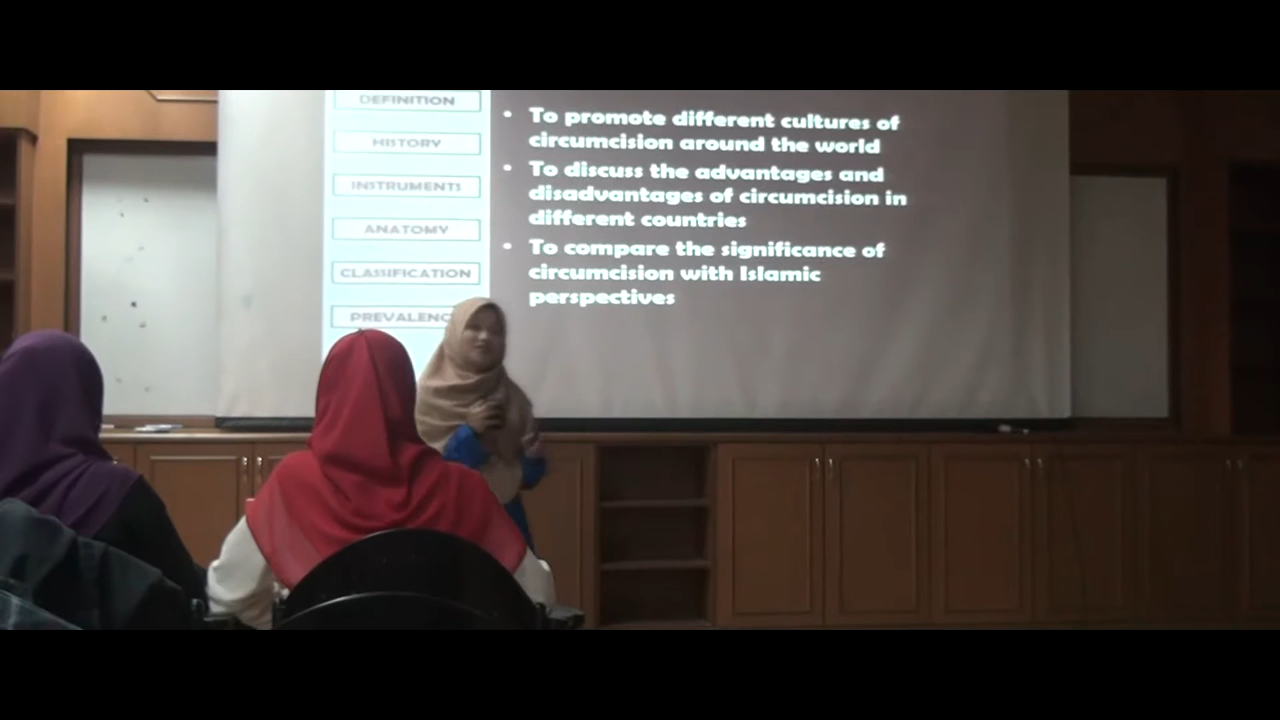 DEFINITION
HISTORY
INSTRUMENTS
ANATOMY
CLASSIFICATION
• To promote different cultures of
circumcision around the world
• To discuss the advantages and
disadvantages of circumcision in
different countries
• To compare the significance of
circumcision with Islamic
perspectives